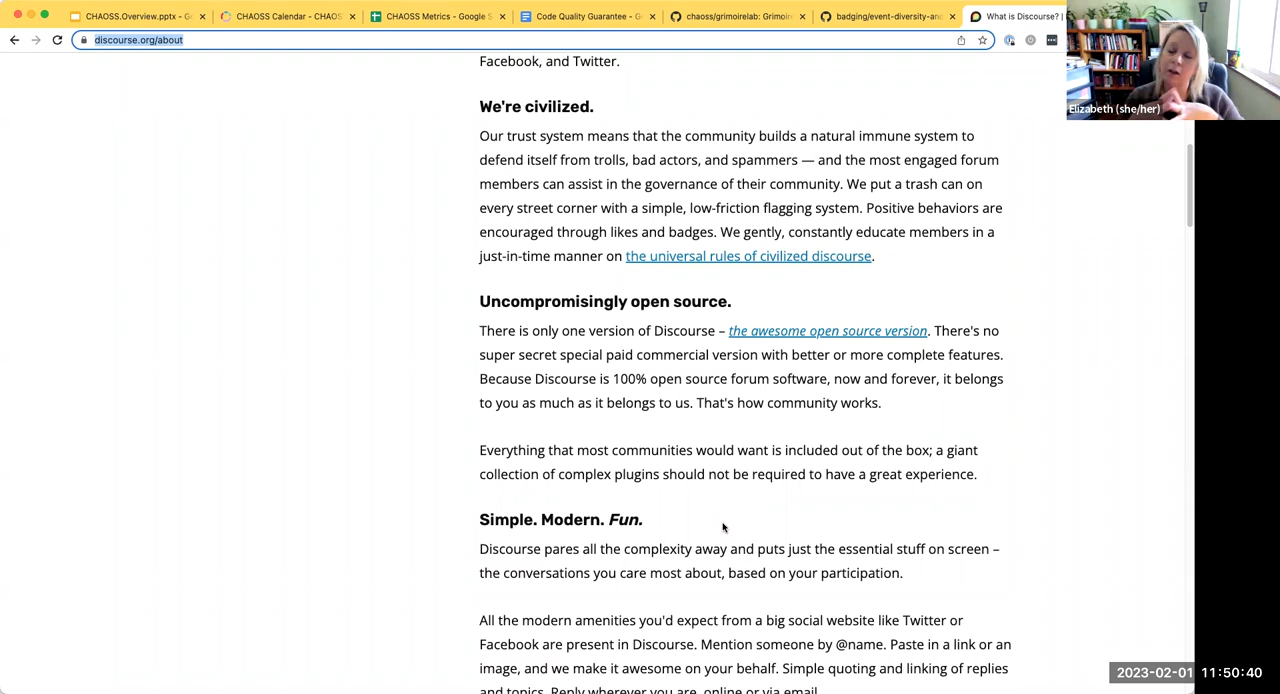 CHAOSS.Overview.pptx - Go
CHAOSS Calendar - CHAOS
CHAOSS Metrics - Google S
Code Quality Guarantee - G
chaoss/grimoirelab: Grimoire
badging/event-diversity-and
What is Discourse? |
discourse.org/about
Elizabeth (she/her)
Facebook, and Twitter.
We're civilized.
Our trust system means that the community builds a natural immune system to
defend itself from trolls, bad actors, and spammers — and the most engaged forum
members can assist in the governance of their community. We put a trash can on
every street corner with a simple, low-friction flagging system. Positive behaviors are
encouraged through likes and badges. We gently, constantly educate members in a
just-in-time manner on the universal rules of civilized discourse.
Uncompromisingly open source.
There is only one version of Discourse – the awesome open source version. There's no
super secret special paid commercial version with better or more complete features.
Because Discourse is 100% open source forum software, now and forever, it belongs
to you as much as it belongs to us. That's how community works.
Everything that most communities would want is included out of the box; a giant
collection of complex plugins should not be required to have a great experience.
Simple. Modern. Fun.
Discourse pares all the complexity away and puts just the essential stuff on screen –
the conversations you care most about, based on your participation.
All the modern amenities you'd expect from a big social website like Twitter or
Facebook are present in Discourse. Mention someone by @name. Paste in a link or an
image, and we make it awesome on your behalf. Simple quoting and linking of replies
and topics. Reply wherever you are, online or via email.
2023-02-01 11:50:40